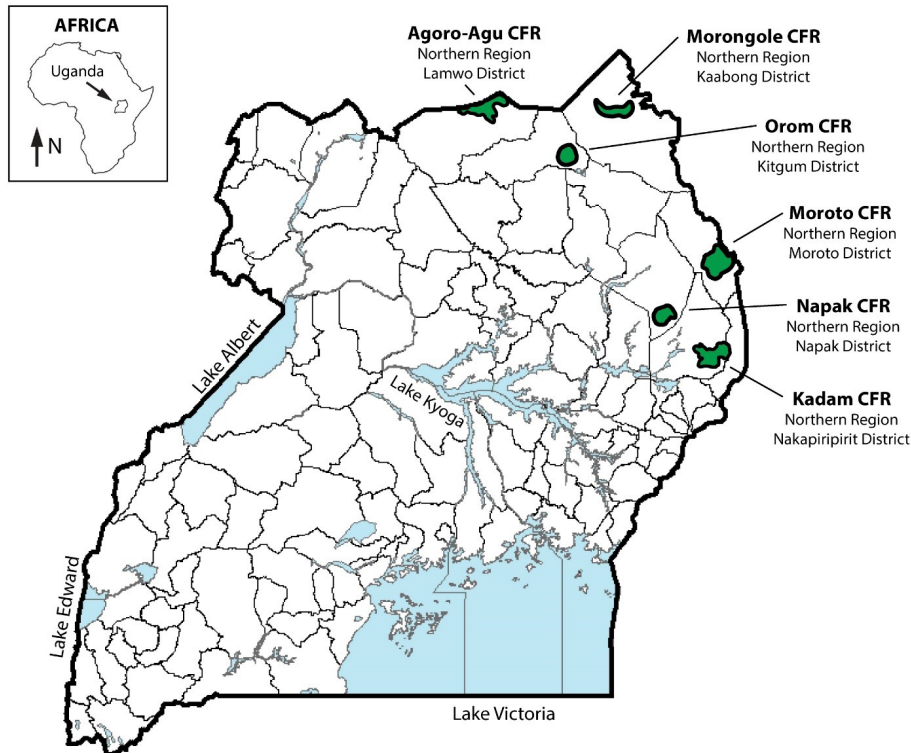 AFRICA
Uganda
N
Agoro-Agu CFR
Northern Region
Lamwo District
Morongole CFR
Northern Region
Kaabong District
Orom CFR
Northern Region
Kitgum District
Moroto CFR
Northern Region
Moroto District
Napak CFR
Northern Region
Napak District
Kadam CFR
Northern Region
Nakapiripirit District
Lake Albert
Lake Kyoga
Lake Edward
Lake Victoria